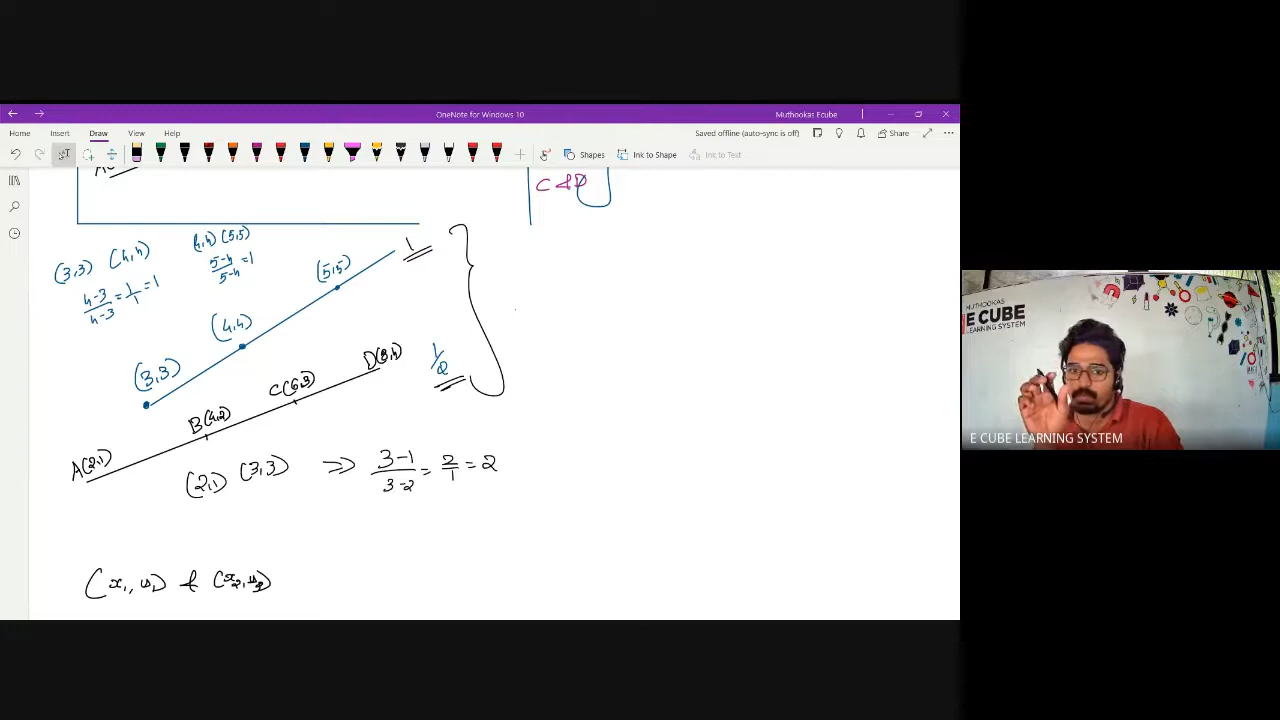 OneNote for Windows 10
Muthookas Ecube
Home Insert Draw View Help
Saved offline (auto-sync is off)
Share
Shapes
Ink to Shape
Ink to Text
C & D
(3,3) (4,4)
4-3/4-3 = 1/1 = 1
(4,4) (5,5)
5-4/5-4 = 1
(5,5)
1
(4,4)
(3,3)
D(8,4)
1/2
C(6,3)
B(4,2)
A(2,1)
(2,1) (3,3) ⇒ 3-1/3-2 = 2/1 = 2
(x₁, y₁) & (x₂, y₂)
MUTHOOKAS
E CUBE
LEARNING SYSTEM
E CUBE LEARNING SYSTEM